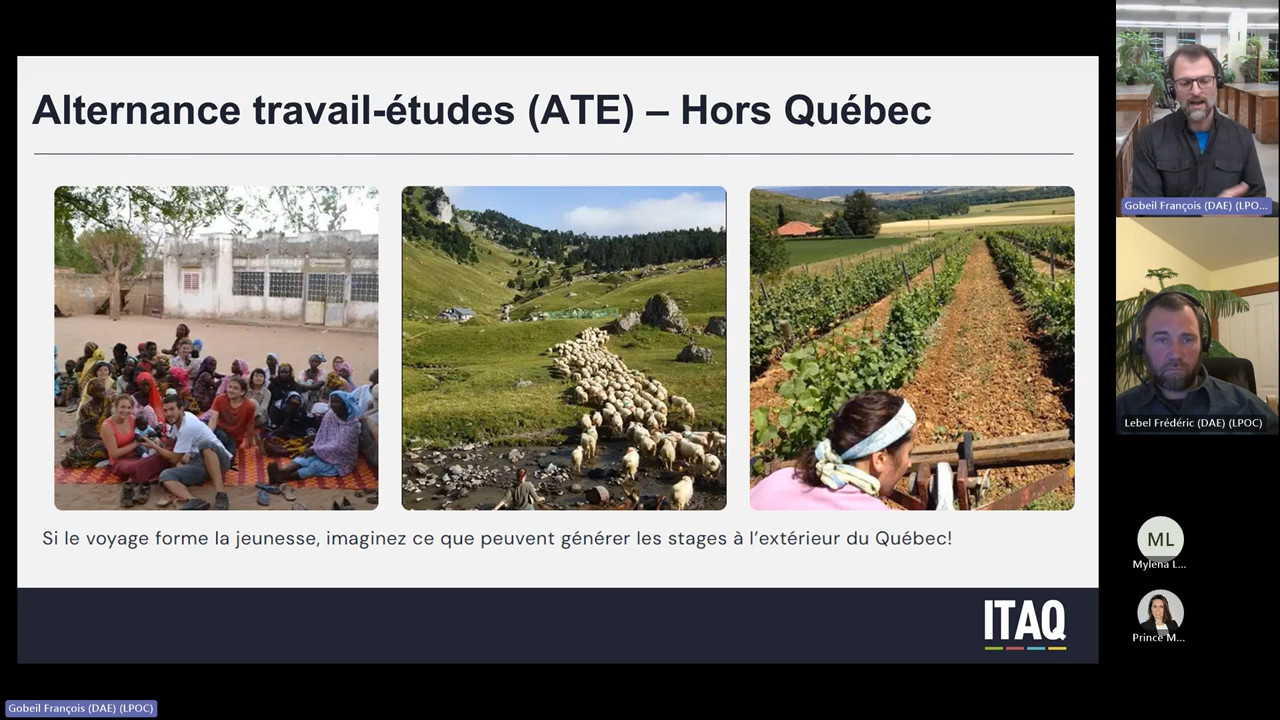 Alternance travail-études (ATE) – Hors Québec
Si le voyage forme la jeunesse, imaginez ce que peuvent générer les stages à l'extérieur du Québec!
ITAQ
Gobeil François (DAE) (LPO...
Lebel Frédéric (DAE) (LPOC)
ML
Mylena L...
Prince M...
Gobeil François (DAE) (LPOC)